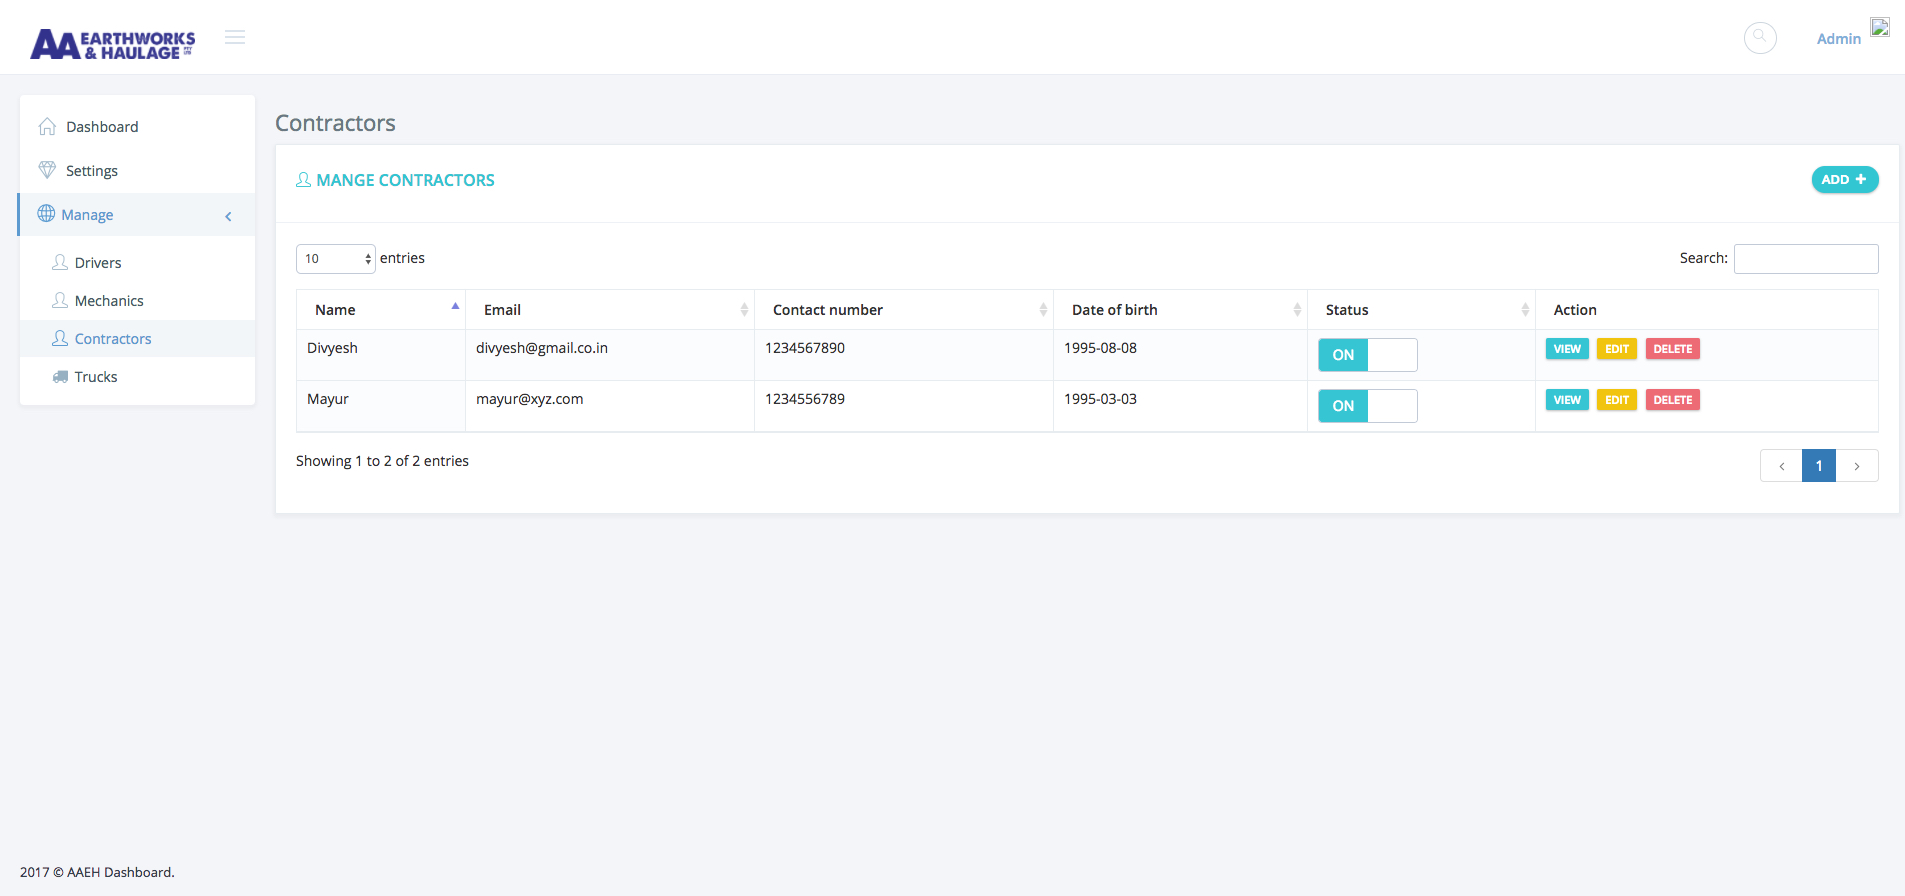 AA EARTHWORKS
& HAULAGE PTY LTD
Admin
Dashboard
Settings
Manage
Drivers
Mechanics
Contractors
Trucks
Contractors
MANGE CONTRACTORS
ADD +
10 entries
Search:
Name Email Contact number Date of birth Status Action
Divyesh divyesh@gmail.co.in 1234567890 1995-08-08 ON VIEW EDIT DELETE
Mayur mayur@xyz.com 1234556789 1995-03-03 ON VIEW EDIT DELETE
Showing 1 to 2 of 2 entries
‹ 1 ›
2017 © AAEH Dashboard.